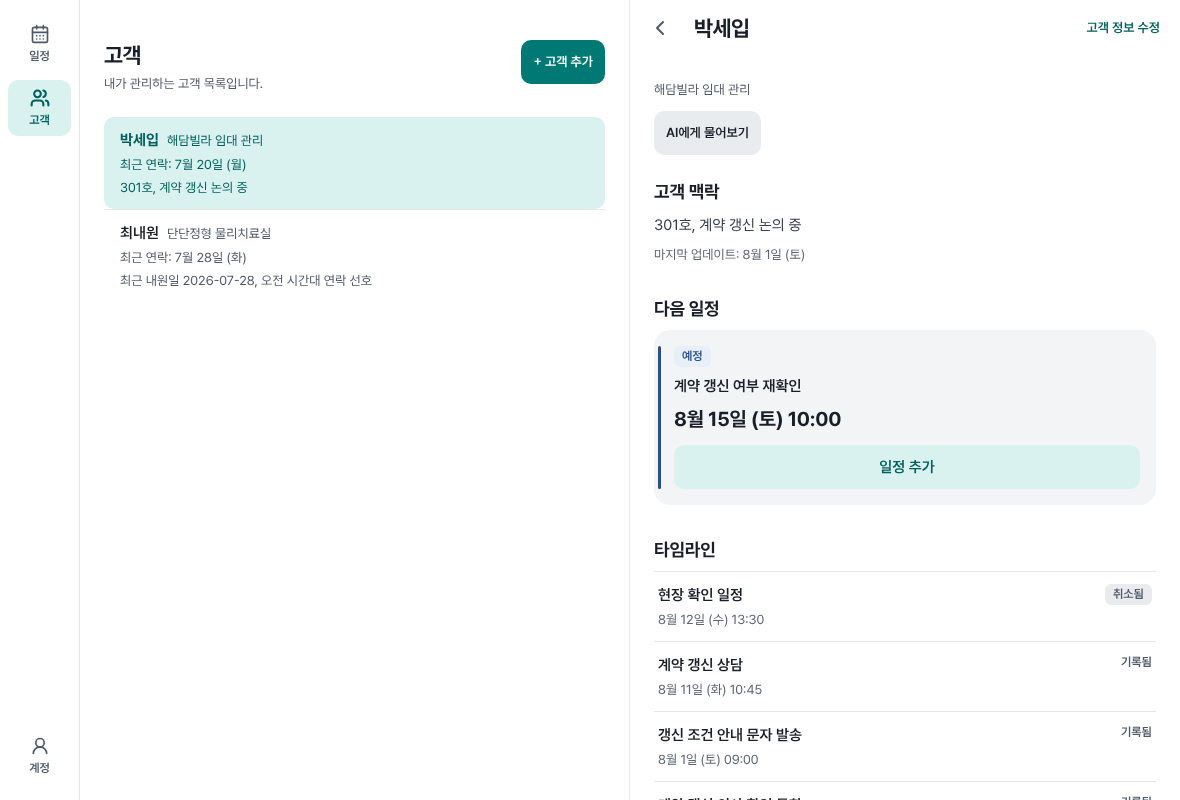 일정
고객
계정
고객
내가 관리하는 고객 목록입니다.
+ 고객 추가
박세입 해담빌라 임대 관리
최근 연락: 7월 20일 (월)
301호, 계약 갱신 논의 중
최내원 단단정형 물리치료실
최근 연락: 7월 28일 (화)
최근 내원일 2026-07-28, 오전 시간대 연락 선호
박세입
고객 정보 수정
해담빌라 임대 관리
AI에게 물어보기
고객 맥락
301호, 계약 갱신 논의 중
마지막 업데이트: 8월 1일 (토)
다음 일정
예정
계약 갱신 여부 재확인
8월 15일 (토) 10:00
일정 추가
타임라인
현장 확인 일정
취소됨
8월 12일 (수) 13:30
계약 갱신 상담
기록됨
8월 11일 (화) 10:45
갱신 조건 안내 문자 발송
기록됨
8월 1일 (토) 09:00